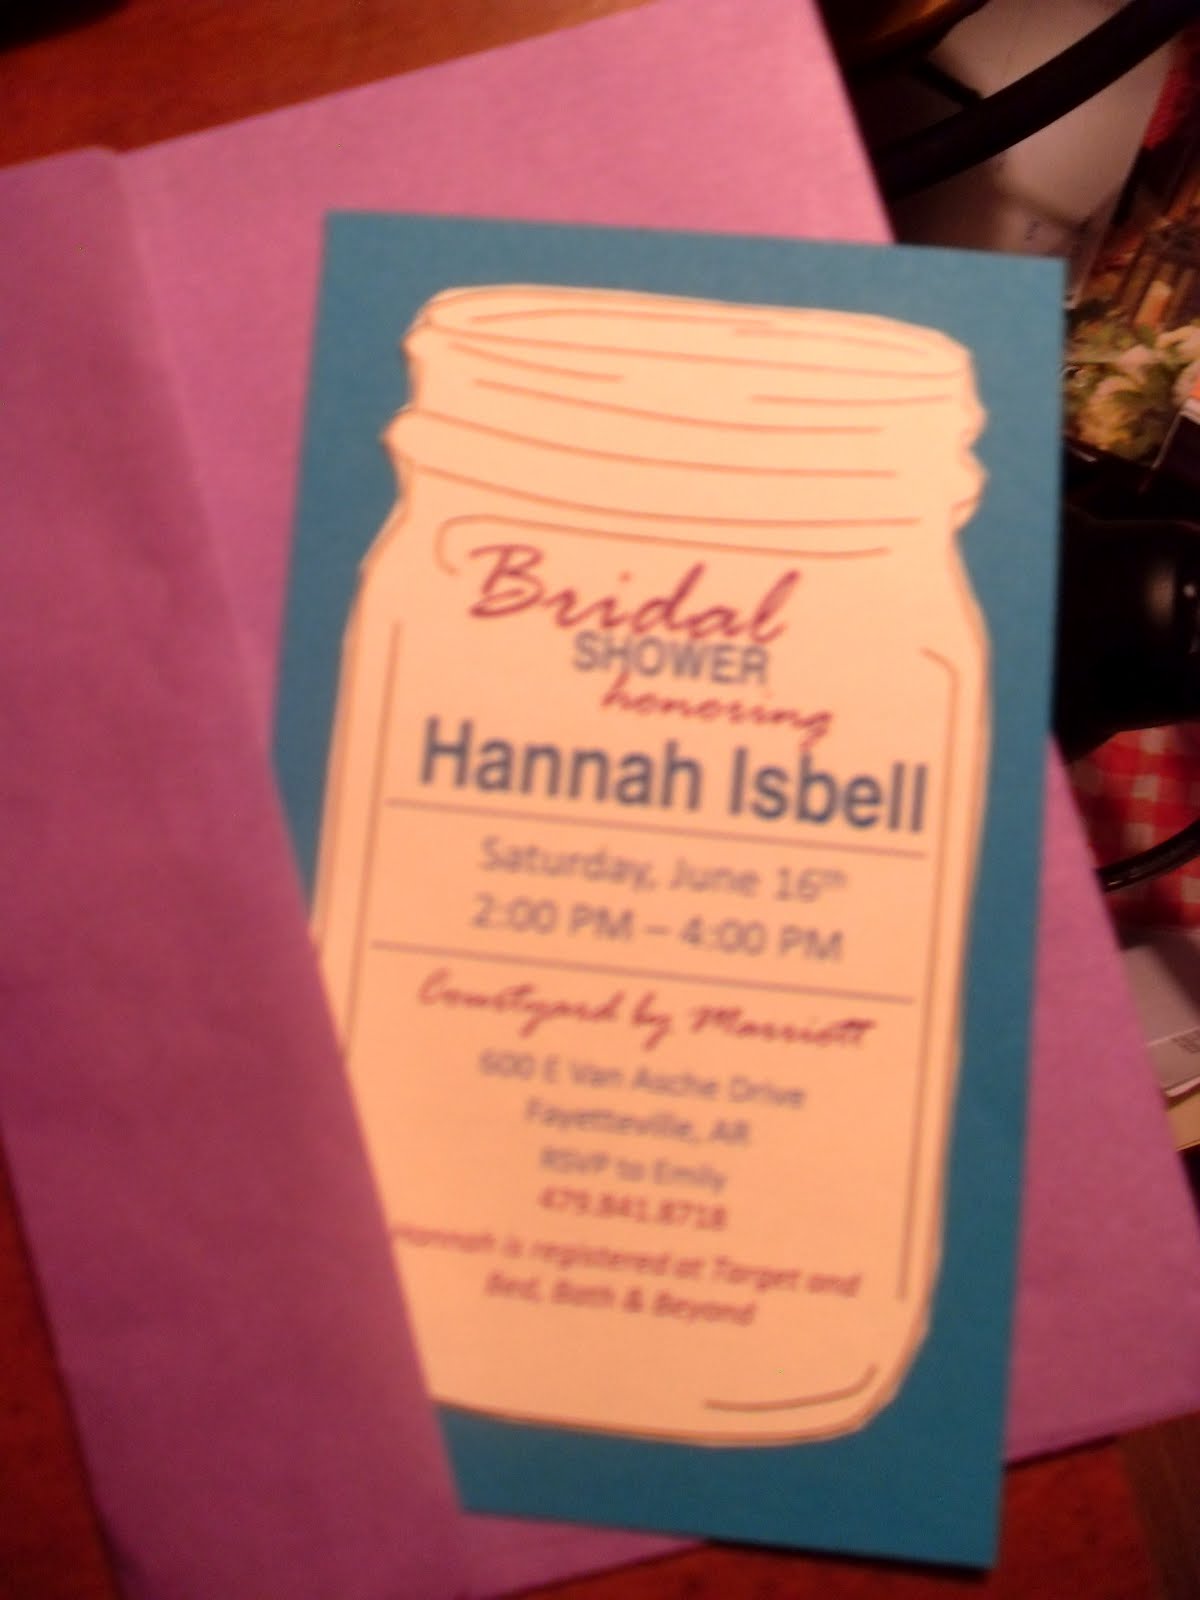 Bridal
SHOWER
honoring
Hannah Isbell
Saturday, June 16th
2:00 PM – 4:00 PM
Courtyard by Marriott
600 E Van Asche Drive
Fayetteville, AR
RSVP to Emily
479.841.8718
Hannah is registered at Target and
Bed, Bath & Beyond